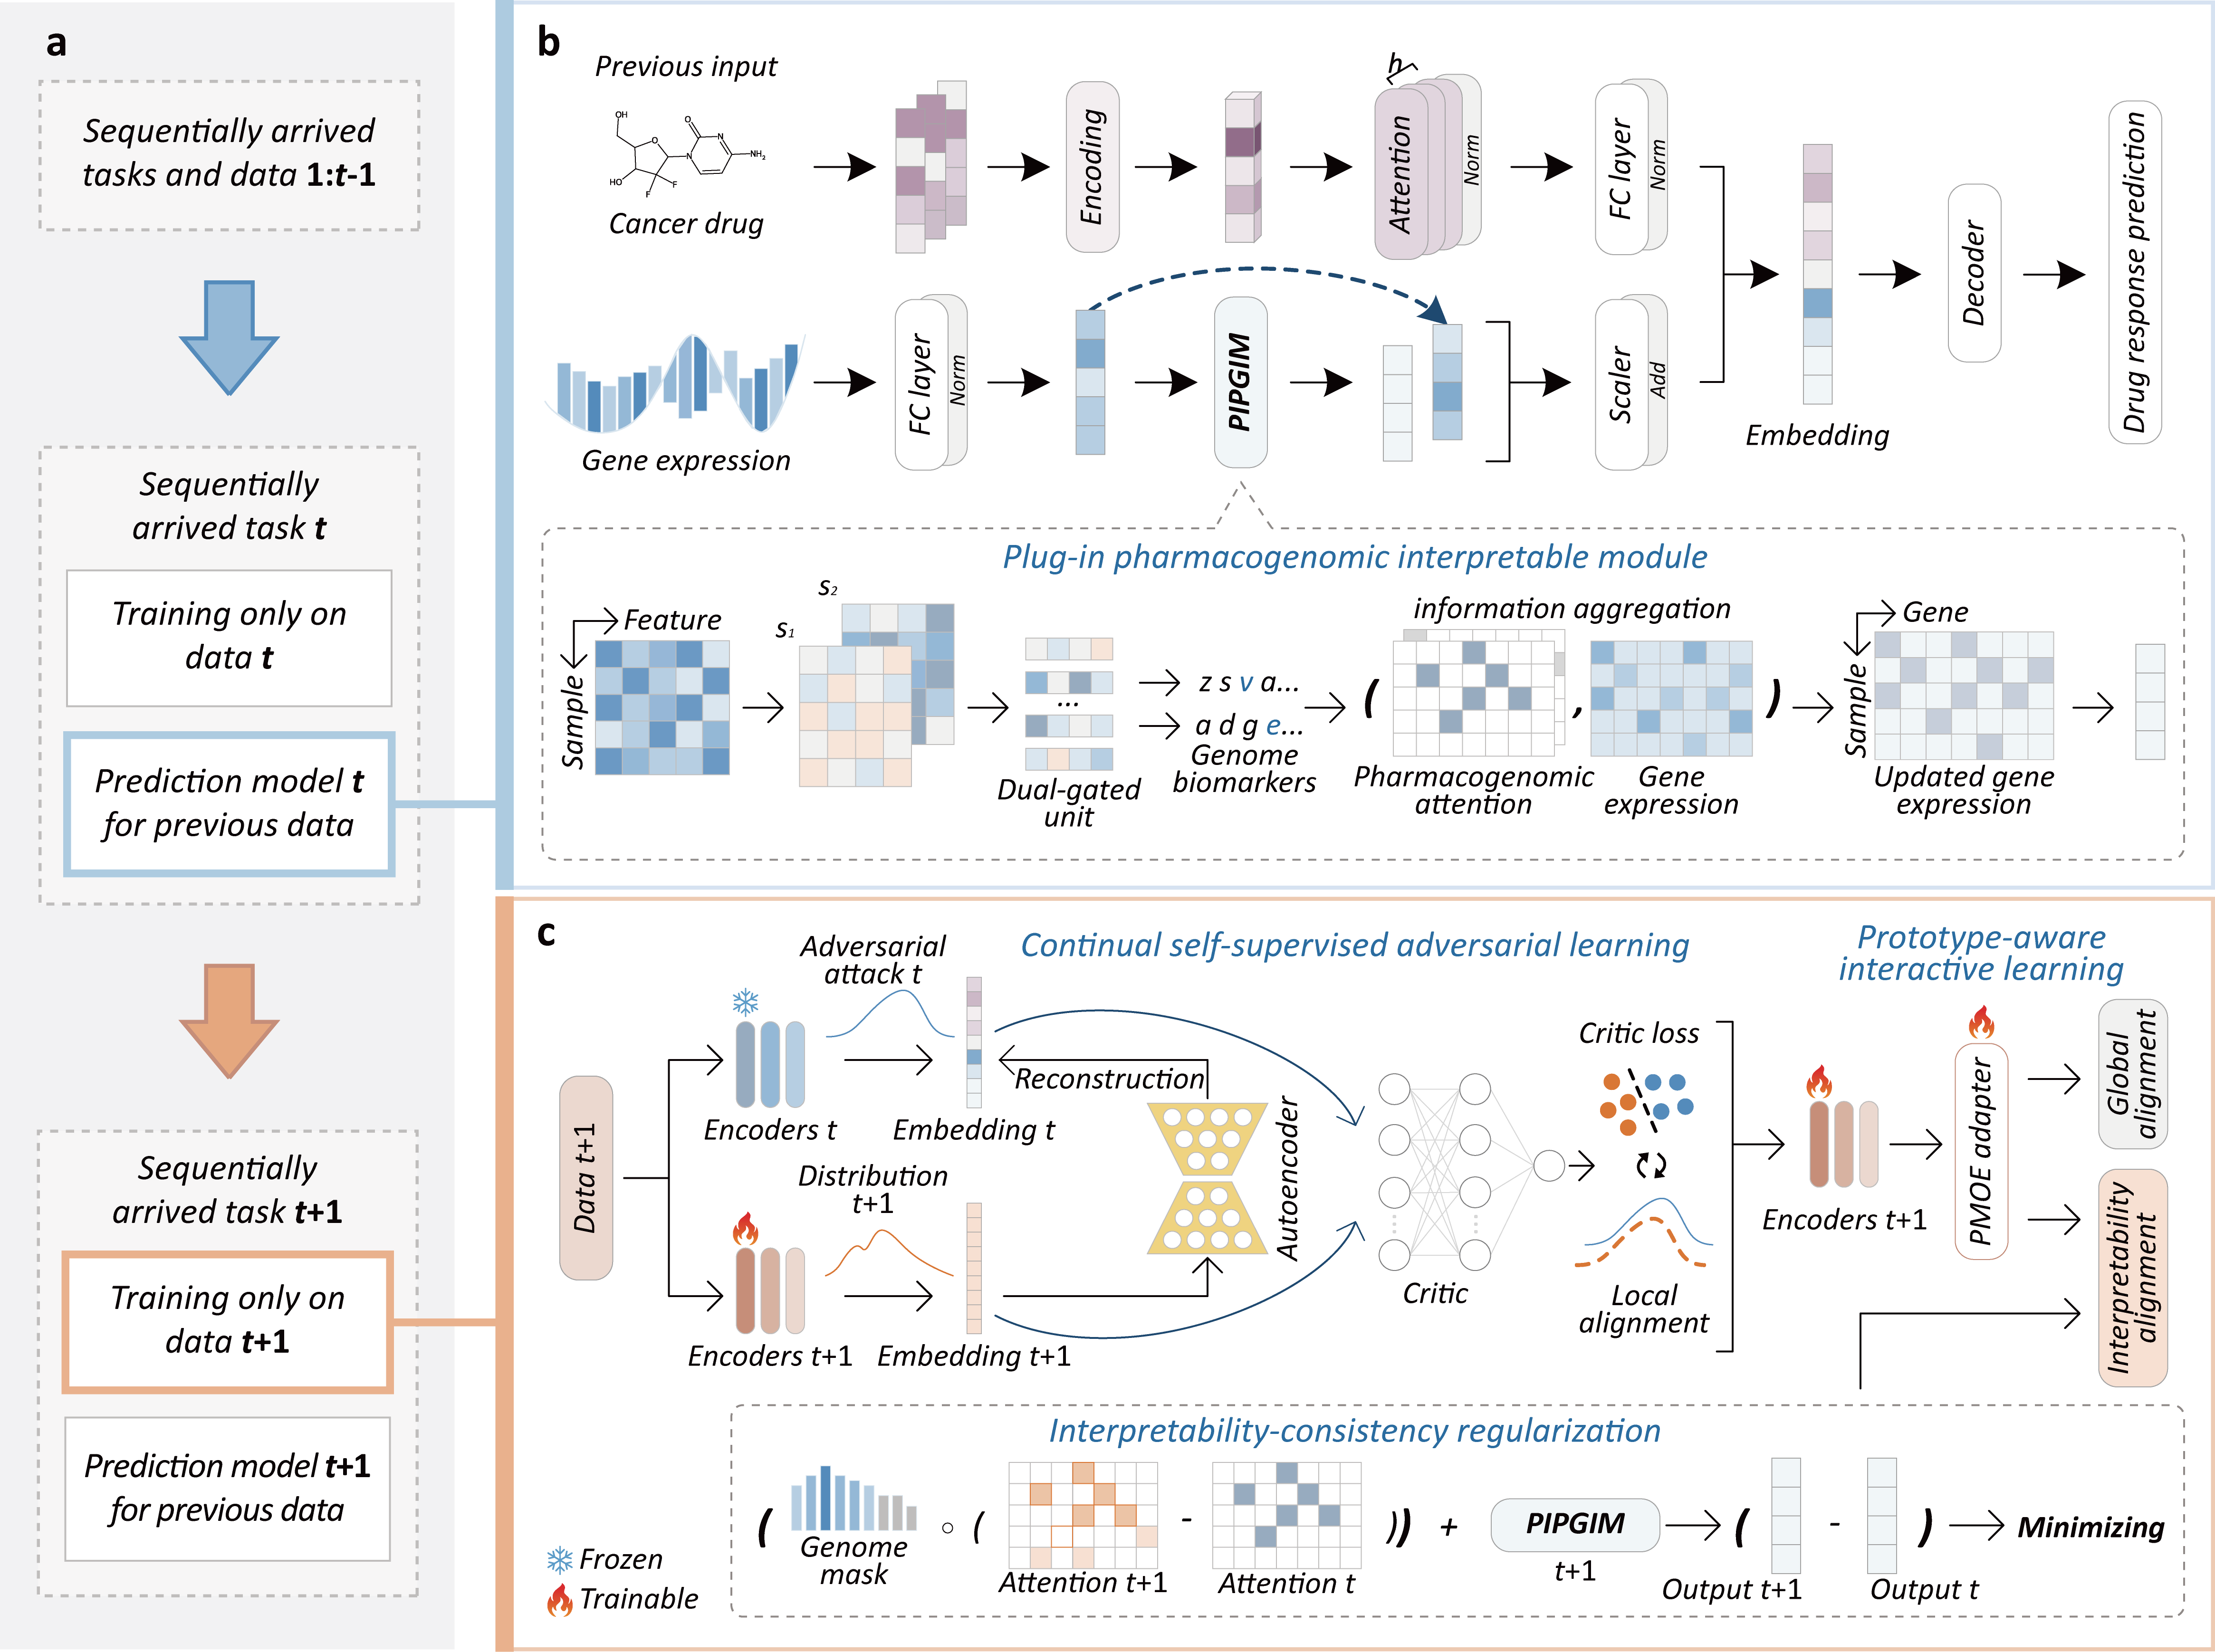 a
Sequentially arrived
tasks and data 1:t-1
Sequentially
arrived task t
Training only on
data t
Prediction model t
for previous data
Sequentially
arrived task t+1
Training only on
data t+1
Prediction model t+1
for previous data
b
Previous input
OH
O
HO
F
F
N
O
N
NH2
Cancer drug
Encoding
h
Attention
Norm
FC layer
Norm
Gene expression
FC layer
Norm
PIPGIM
Scaler
Add
Embedding
Decoder
Drug response prediction
Plug-in pharmacogenomic interpretable module
Feature
Sample
s1
s2
...
Dual-gated
unit
z s v a...
a d g e...
Genome
biomarkers
information aggregation
(
,
)
Pharmacogenomic
attention
Gene
expression
Gene
Sample
Updated gene
expression
c
Continual self-supervised adversarial learning
Prototype-aware
interactive learning
Data t+1
Adversarial
attack t
Encoders t
Embedding t
Reconstruction
Distribution
t+1
Encoders t+1
Embedding t+1
Autoencoder
Critic
Critic loss
Local
alignment
Encoders t+1
PMOE adapter
Global
alignment
Interpretability
alignment
Interpretability-consistency regularization
(
Genome
mask
∘ (
Attention t+1
-
Attention t
)) +
PIPGIM
t+1
(
Output t+1
-
Output t
)
Minimizing
Frozen
Trainable